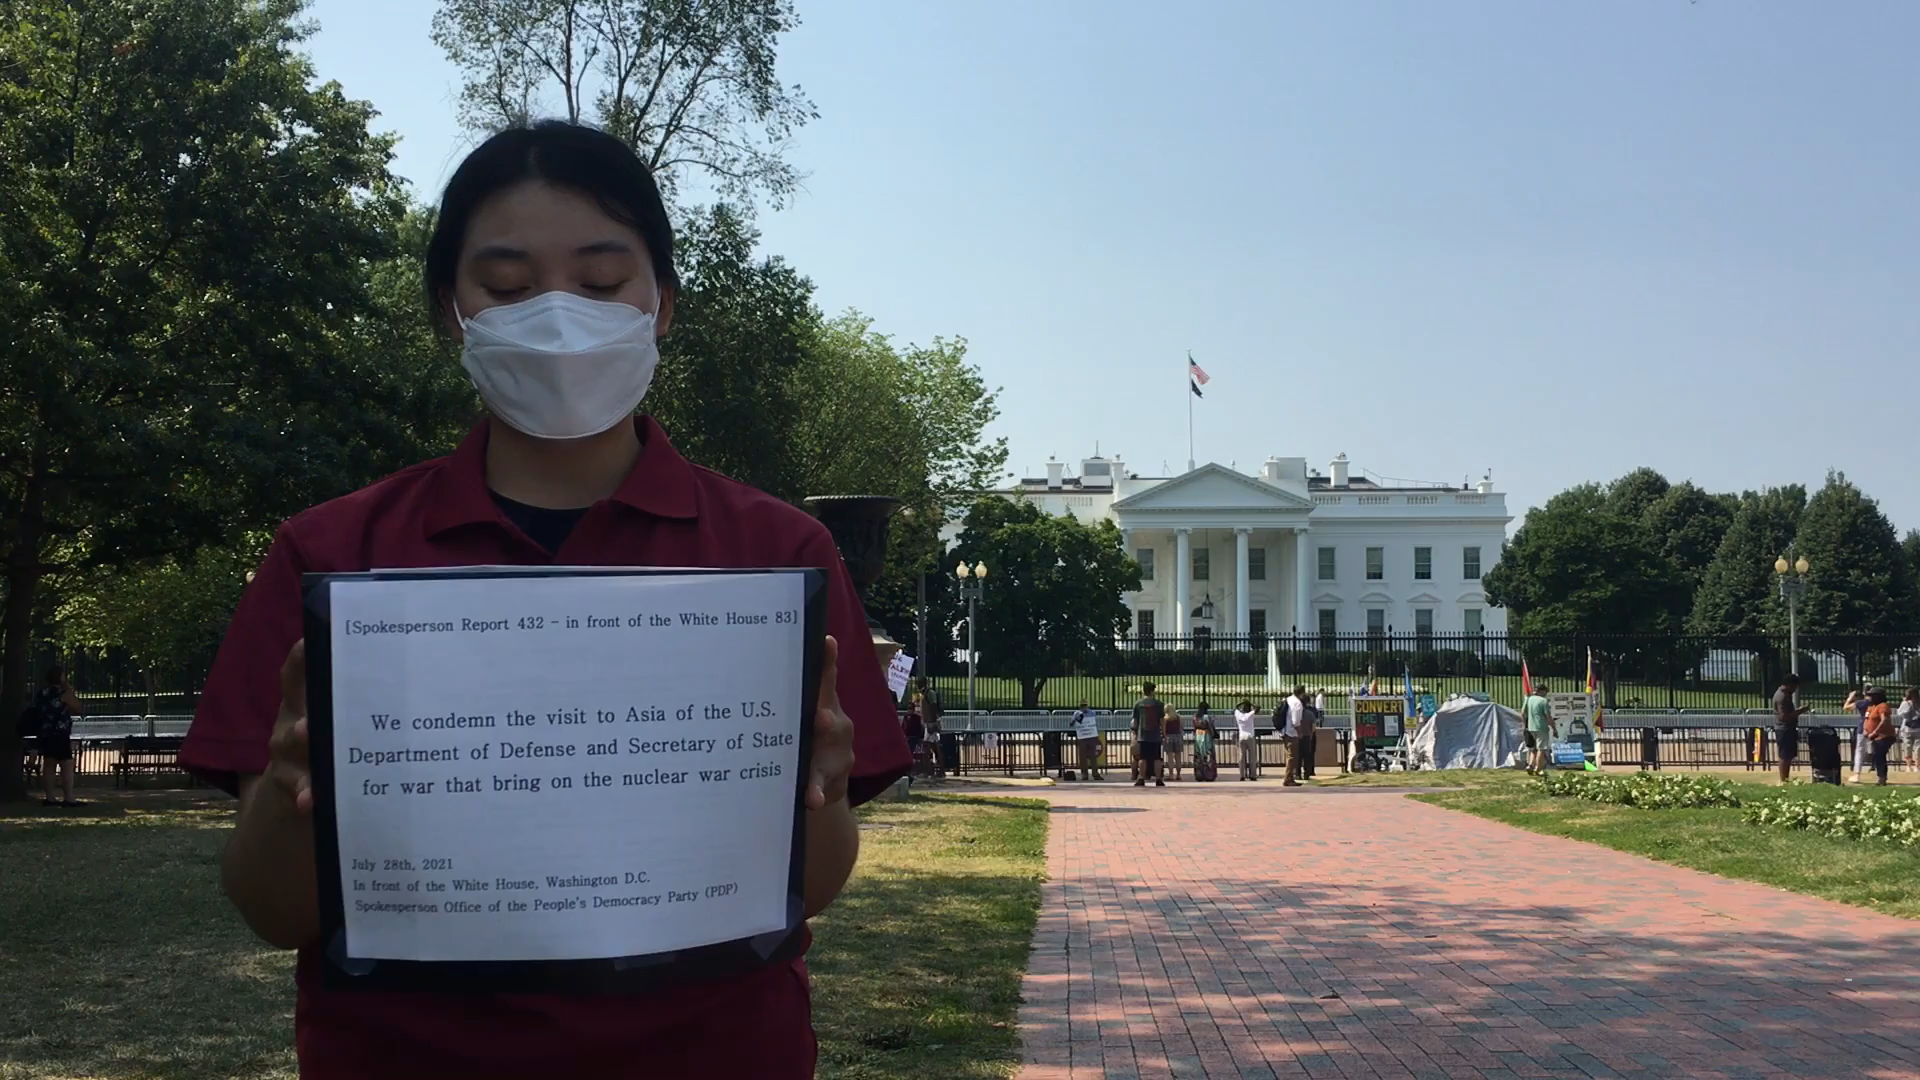 [Spokesperson Report 432 - in front of the White House 83]
We condemn the visit to Asia of the U.S.
Department of Defense and Secretary of State
for war that bring on the nuclear war crisis
July 28th, 2021
In front of the White House, Washington D.C.
Spokesperson Office of the People's Democracy Party (PDP)
CONVERT
THE